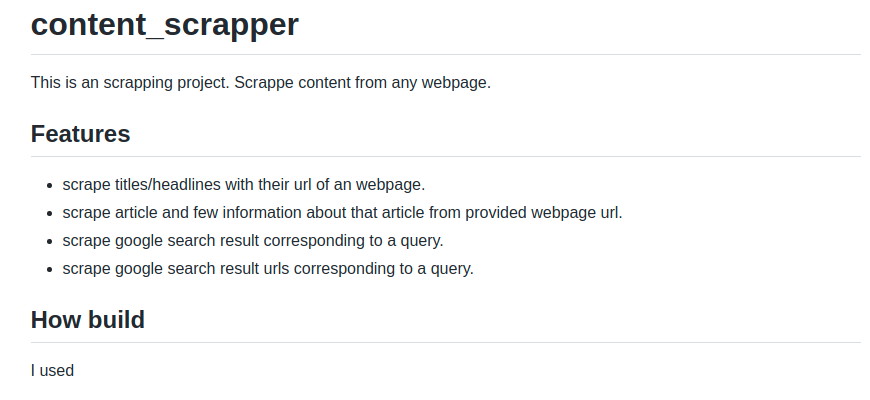 content_scrapper
This is an scrapping project. Scrappe content from any webpage.
Features
scrape titles/headlines with their url of an webpage.
scrape article and few information about that article from provided webpage url.
scrape google search result corresponding to a query.
scrape google search result urls corresponding to a query.
How build
I used